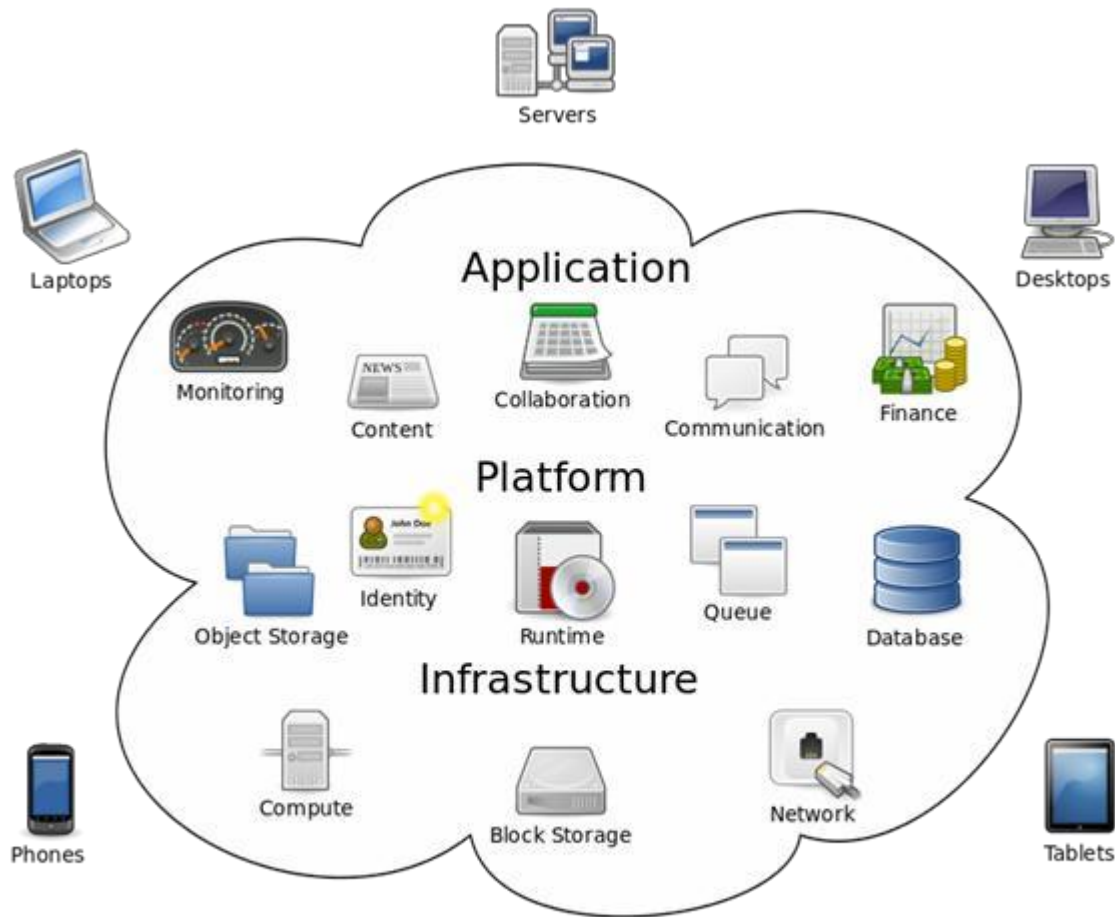 Servers
Laptops
Desktops
Application
Monitoring
NEWS
Content
Collaboration
Communication
Finance
Platform
John Doe
Object Storage
Identity
Runtime
Queue
Database
Infrastructure
Compute
Block Storage
Network
Phones
Tablets